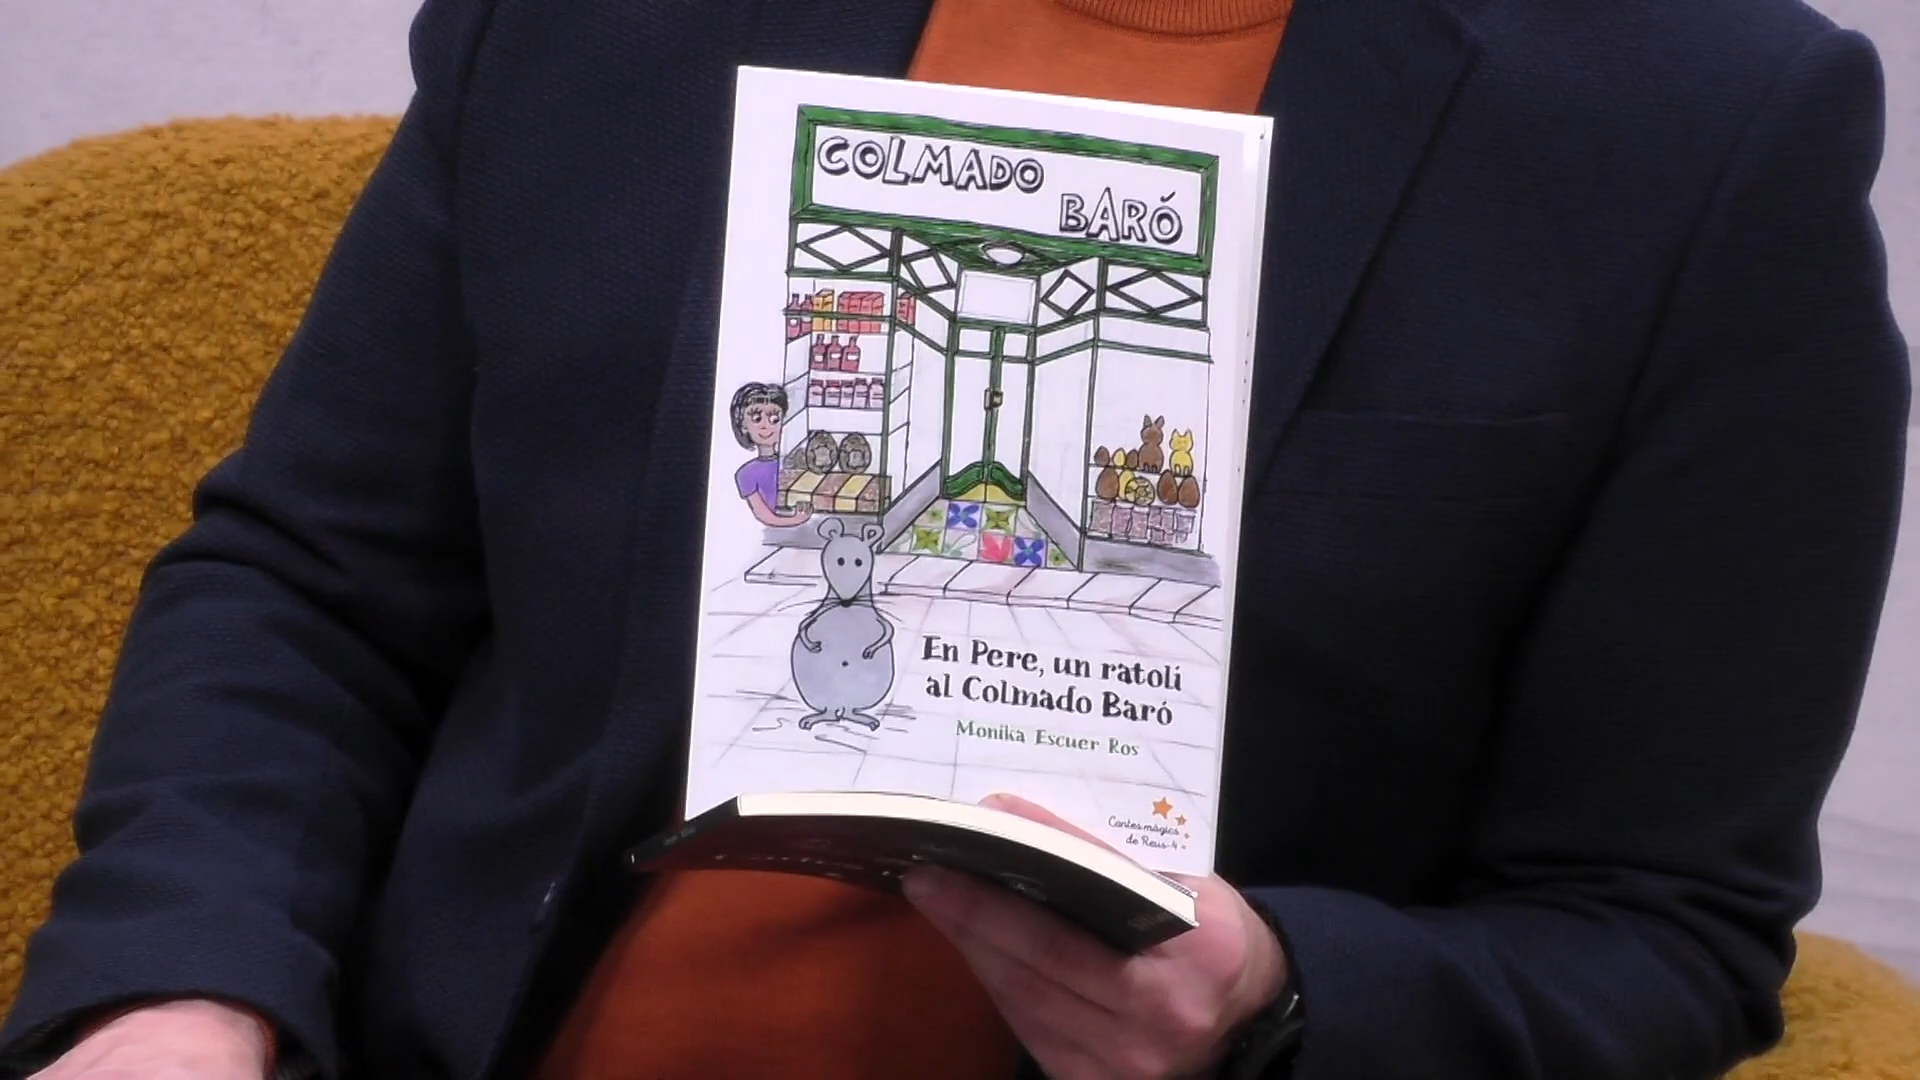 COLMADO
BARÓ
En Pere, un ratolí
al Colmado Baró
Monika Escuer Ros
Contes màgics
de Reus-4